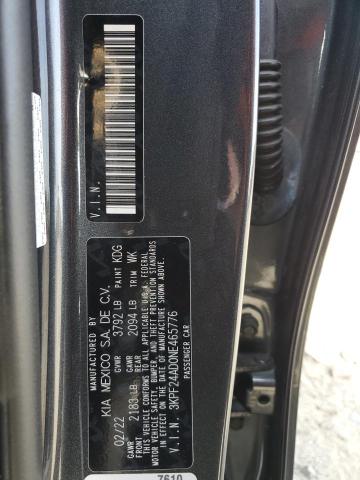 V.I.N.
MANUFACTURED BY
KIA MEXICO S.A. DE C.V.
02/22 GVWR 3792 LB PAINT KDG
GAWR FRONT 2183 LB GAWR REAR 2094 LB TRIM WK
THIS VEHICLE CONFORMS TO ALL APPLICABLE U.S.A. FEDERAL
MOTOR VEHICLE SAFETY, BUMPER, AND THEFT PREVENTION STANDARDS
IN EFFECT ON THE DATE OF MANUFACTURE SHOWN ABOVE.
V.I.N. 3KPF24AD0NE465776
PASSENGER CAR
7610